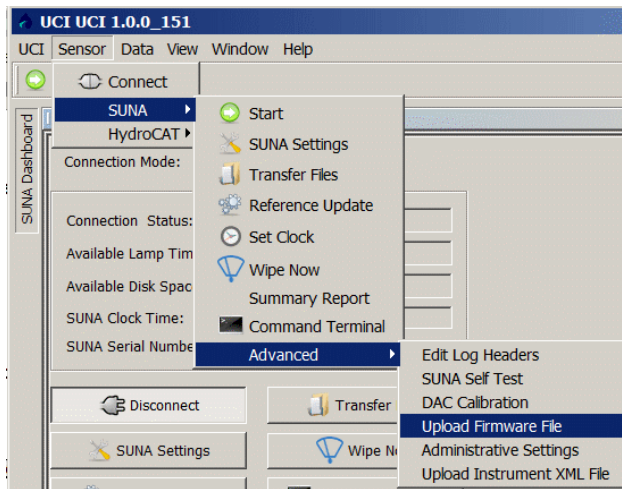 UCI UCI 1.0.0_151
UCI Sensor Data View Window Help
Connect
SUNA
HydroCAT
Start
SUNA Settings
Transfer Files
Reference Update
Set Clock
Wipe Now
Summary Report
Command Terminal
Advanced
Edit Log Headers
SUNA Self Test
DAC Calibration
Upload Firmware File
Administrative Settings
Upload Instrument XML File
SUNA Dashboard
Connection Mode:
Connection Status:
Available Lamp Tim
Available Disk Spac
SUNA Clock Time:
SUNA Serial Numbe
Disconnect
Transfer
SUNA Settings
Wipe N